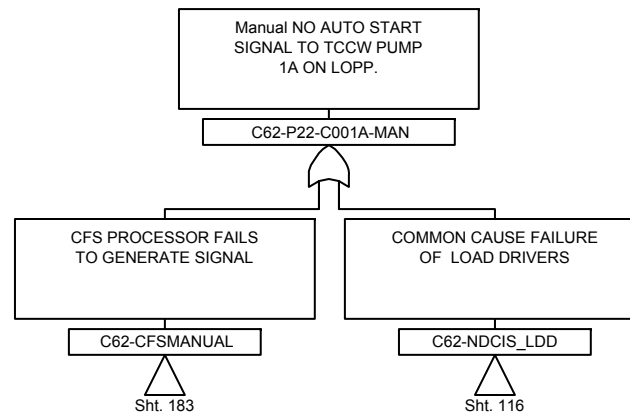 Manual NO AUTO START
SIGNAL TO TCCW PUMP
1A ON LOPP.
C62-P22-C001A-MAN
CFS PROCESSOR FAILS
TO GENERATE SIGNAL
COMMON CAUSE FAILURE
OF LOAD DRIVERS
C62-CFSMANUAL
C62-NDCIS_LDD
Sht. 183
Sht. 116